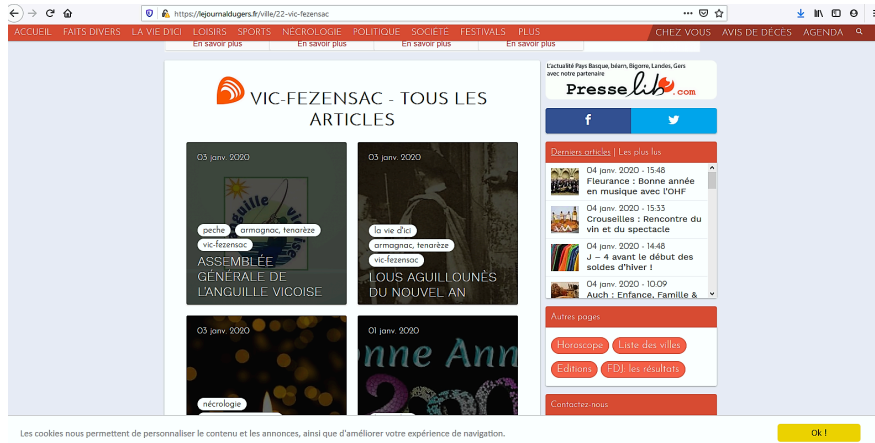 https://lejournaldugers.fr/ville/22-vic-fezensac
ACCUEIL FAITS DIVERS LA VIE D'ICI LOISIRS SPORTS NÉCROLOGIE POLITIQUE SOCIÉTÉ FESTIVALS PLUS CHEZ VOUS AVIS DE DÉCÈS AGENDA
En savoir plus En savoir plus En savoir plus En savoir plus
VIC-FEZENSAC - TOUS LES
ARTICLES
03 janv. 2020
peche armagnac, tenarèze
vic-fezensac
ASSEMBLÉE
GÉNÉRALE DE
L'ANGUILLE VICOISE
03 janv. 2020
la vie d'ici
armagnac, tenarèze
vic-fezensac
LOUS AGUILLOUNÈS
DU NOUVEL AN
03 janv. 2020
nécrologie
01 janv. 2020
nne Ann
L'actualité Pays Basque, béarn, Bigorre, Landes, Gers
avec notre partenaire
Presselib.com
Derniers articles | Les plus lus
04 janv. 2020 - 15:48
Fleurance : Bonne année
en musique avec l'OHF
04 janv. 2020 - 15:33
Crouseilles : Rencontre du
vin et du spectacle
04 janv. 2020 - 14:48
J – 4 avant le début des
soldes d'hiver !
04 janv. 2020 - 10:09
Auch : Enfance, Famille &
Autres pages
Horoscope Liste des villes
Editions FDJ: les résultats
Contactez-nous
Les cookies nous permettent de personnaliser le contenu et les annonces, ainsi que d'améliorer votre expérience de navigation.
Ok !